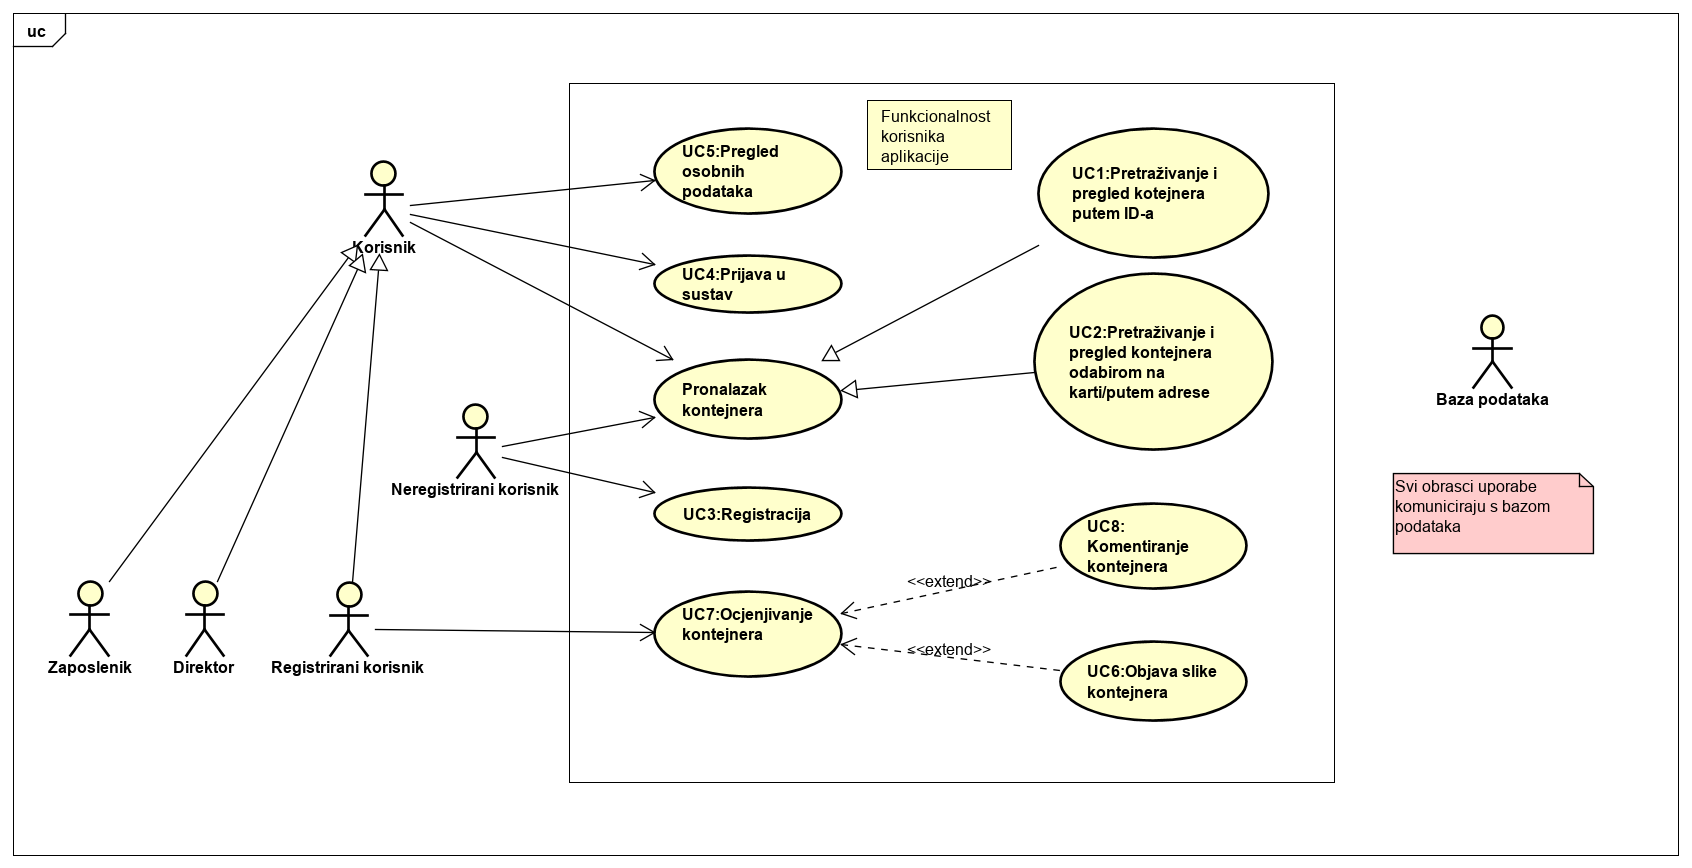 uc
Funkcionalnost
korisnika
aplikacije
UC5:Pregled
osobnih
podataka
UC1:Pretraživanje i
pregled kotejnera
putem ID-a
Korisnik
UC4:Prijava u
sustav
UC2:Pretraživanje i
pregled kontejnera
odabirom na
karti/putem adrese
Pronalazak
kontejnera
Baza podataka
Neregistrirani korisnik
Svi obrasci uporabe
komuniciraju s bazom
podataka
UC3:Registracija
UC8:
Komentiranje
kontejnera
<<extend>>
UC7:Ocjenjivanje
kontejnera
<<extend>>
UC6:Objava slike
kontejnera
Zaposlenik
Direktor
Registrirani korisnik